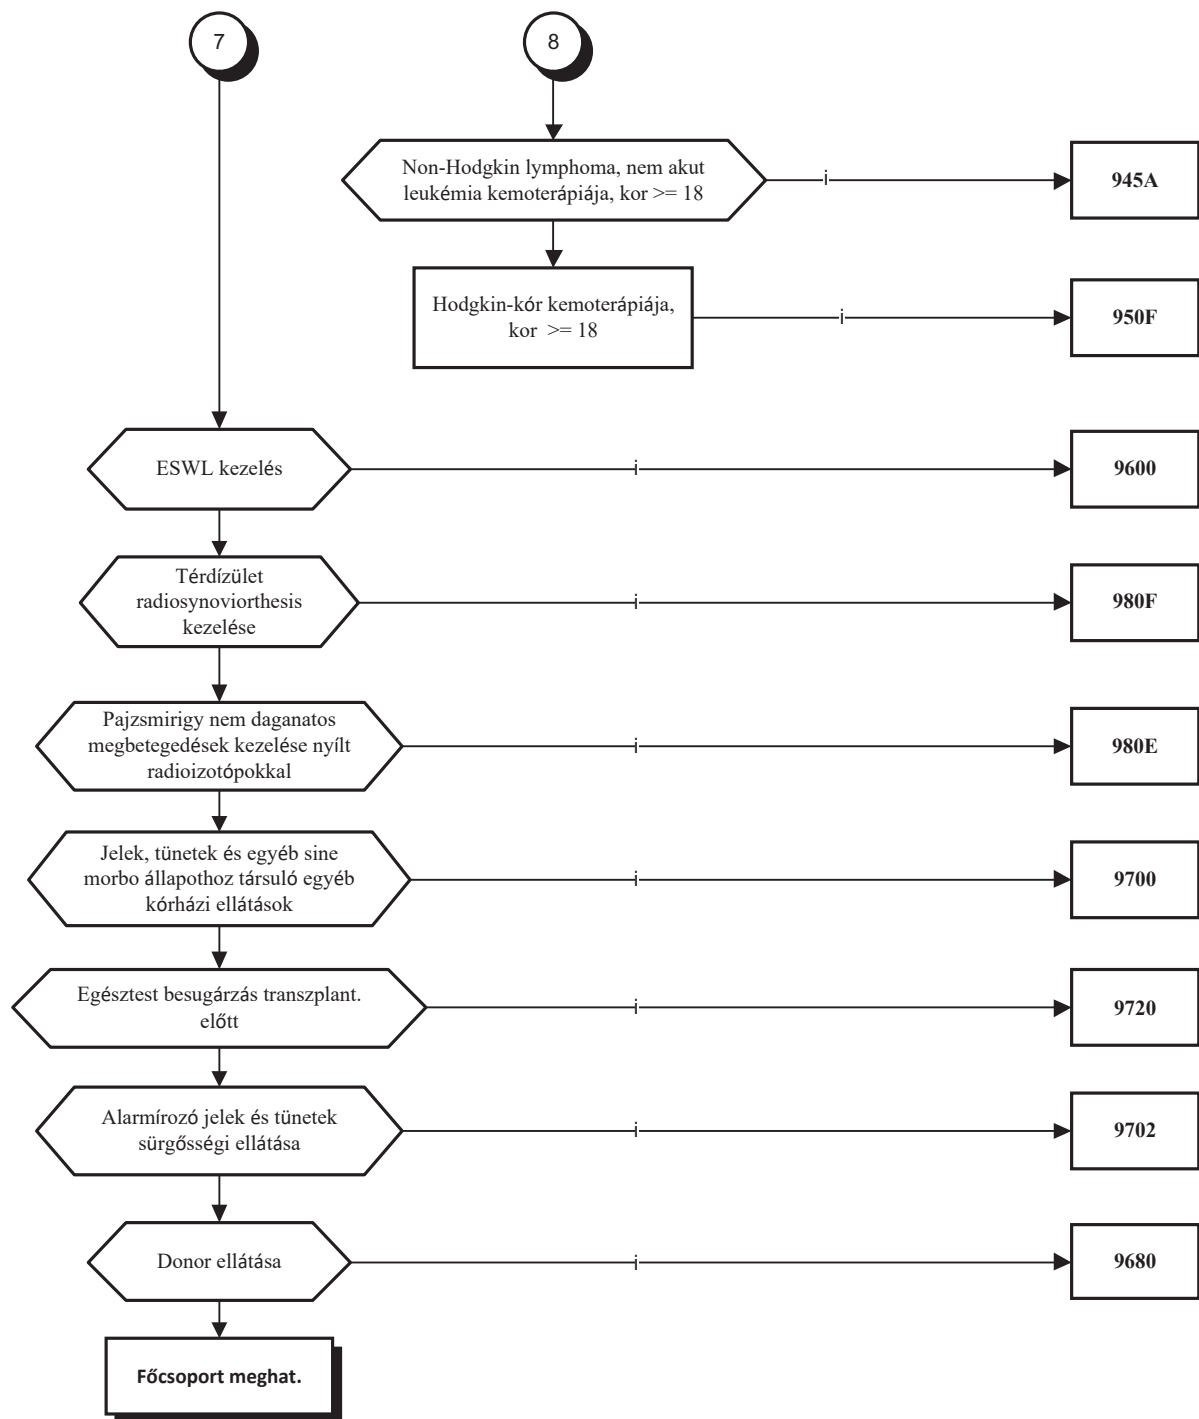 7
8
Non-Hodgkin lymphoma, nem akut
leukémia kemoterápiája, kor >= 18
i
945A
Hodgkin-kór kemoterápiája,
kor >= 18
i
950F
ESWL kezelés
i
9600
Térdízület
radiosynoviorthesis
kezelése
i
980F
Pajzsmirigy nem daganatos
megbetegedések kezelése nyílt
radioizotópokkal
i
980E
Jelek, tünetek és egyéb sine
morbo állapothoz társuló egyéb
kórházi ellátások
i
9700
Egésztest besugárzás transzplant.
előtt
i
9720
Alarmírozó jelek és tünetek
sürgősségi ellátása
i
9702
Donor ellátása
i
9680
Főcsoport meghat.